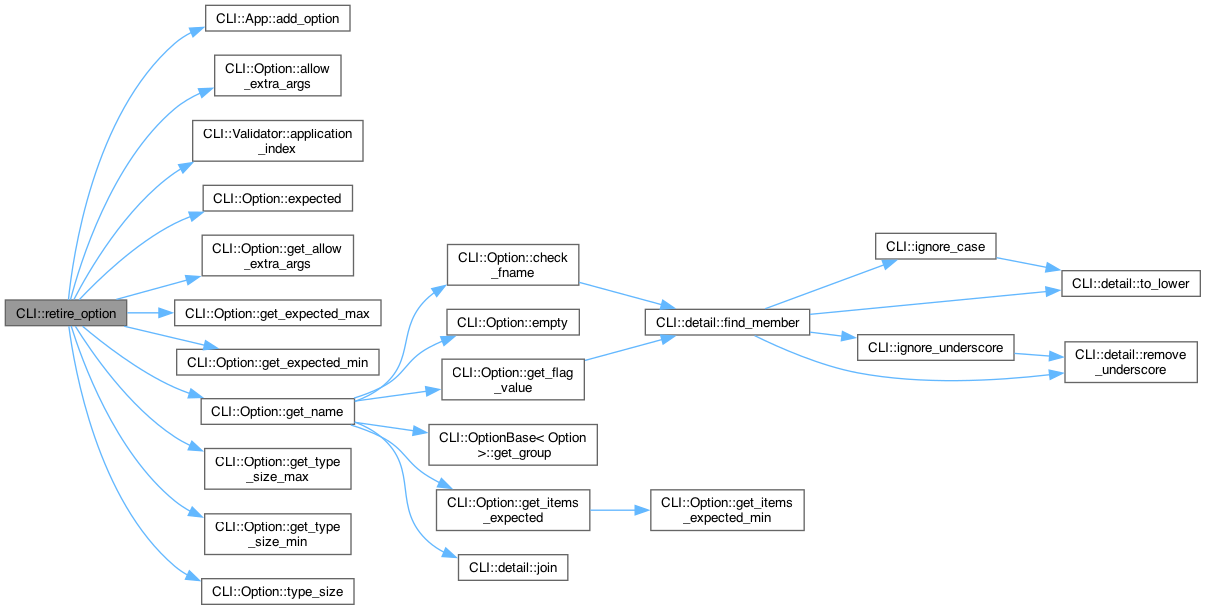 CLI::retire_option
CLI::App::add_option
CLI::Option::allow
_extra_args
CLI::Validator::application
_index
CLI::Option::expected
CLI::Option::get_allow
_extra_args
CLI::Option::get_expected_max
CLI::Option::get_expected_min
CLI::Option::get_name
CLI::Option::get_type
_size_max
CLI::Option::get_type
_size_min
CLI::Option::type_size
CLI::Option::check
_fname
CLI::Option::empty
CLI::Option::get_flag
_value
CLI::OptionBase< Option
>::get_group
CLI::Option::get_items
_expected
CLI::detail::join
CLI::detail::find_member
CLI::Option::get_items
_expected_min
CLI::ignore_case
CLI::ignore_underscore
CLI::detail::to_lower
CLI::detail::remove
_underscore